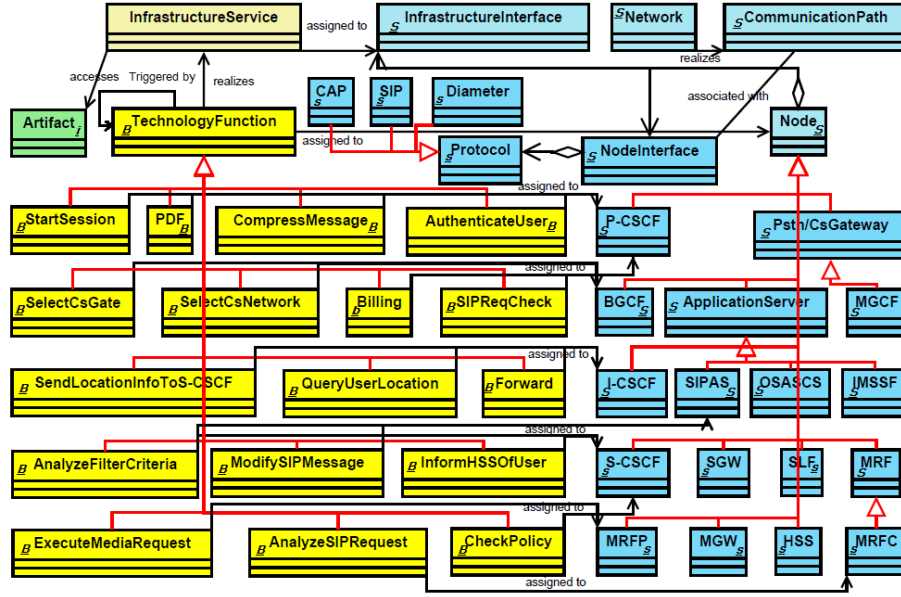 InfrastructureService
assigned to
InfrastructureInterface
S
Network
S
CommunicationPath
S
accesses
Triggered by
realizes
realizes
CAP
S
SIP
S
Diameter
S
associated with
Artifact
i
TechnologyFunction
B
assigned to
Protocol
S
NodeInterface
S
Node
S
assigned to
StartSession
B
PDF
B
CompressMessage
B
AuthenticateUser
B
P-CSCF
S
Pstn/CsGateway
S
assigned to
SelectCsGate
B
SelectCsNetwork
B
Billing
b
SIPReqCheck
B
BGCF
S
ApplicationServer
S
MGCF
S
assigned to
SendLocationInfoToS-CSCF
B
QueryUserLocation
B
Forward
B
I-CSCF
S
SIPAS
S
OSASCS
S
IMSSF
S
assigned to
AnalyzeFilterCriteria
B
ModifySIPMessage
B
InformHSSOfUser
B
S-CSCF
S
SGW
S
SLF
S
MRF
S
assigned to
ExecuteMediaRequest
B
AnalyzeSIPRequest
B
CheckPolicy
B
MRFP
S
MGW
S
HSS
S
MRFC
S
assigned to